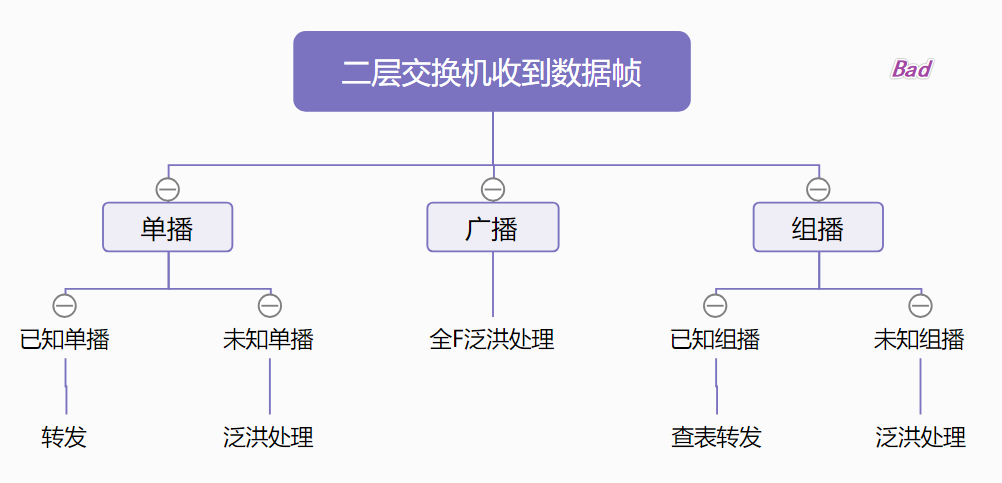 二层交换机收到数据帧
Bad
单播
广播
组播
已知单播
未知单播
全F泛洪处理
已知组播
未知组播
转发
泛洪处理
查表转发
泛洪处理